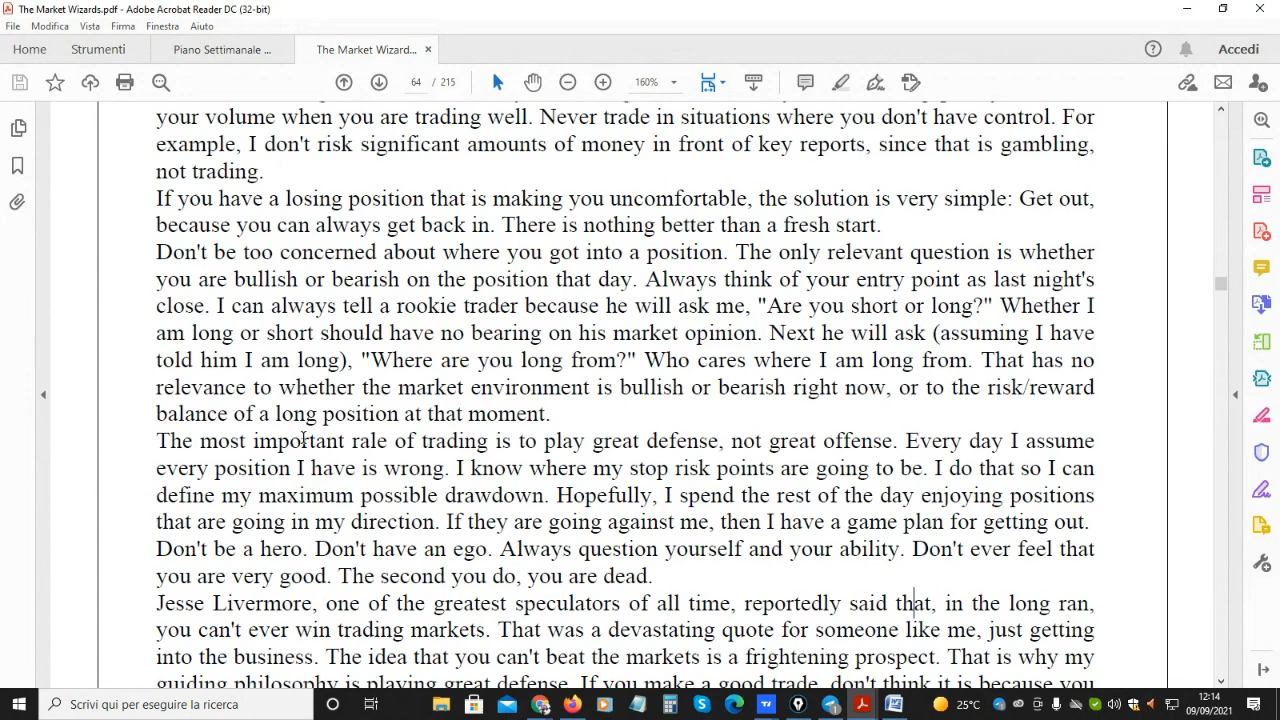 The Market Wizards.pdf - Adobe Acrobat Reader DC (32-bit)
File Modifica Vista Firma Finestra Aiuto
Home Strumenti Piano Settimanale ... The Market Wizard... × Accedi
64 / 215 160%
your volume when you are trading well. Never trade in situations where you don't have control. For
example, I don't risk significant amounts of money in front of key reports, since that is gambling,
not trading.
If you have a losing position that is making you uncomfortable, the solution is very simple: Get out,
because you can always get back in. There is nothing better than a fresh start.
Don't be too concerned about where you got into a position. The only relevant question is whether
you are bullish or bearish on the position that day. Always think of your entry point as last night's
close. I can always tell a rookie trader because he will ask me, "Are you short or long?" Whether I
am long or short should have no bearing on his market opinion. Next he will ask (assuming I have
told him I am long), "Where are you long from?" Who cares where I am long from. That has no
relevance to whether the market environment is bullish or bearish right now, or to the risk/reward
balance of a long position at that moment.
The most important rale of trading is to play great defense, not great offense. Every day I assume
every position I have is wrong. I know where my stop risk points are going to be. I do that so I can
define my maximum possible drawdown. Hopefully, I spend the rest of the day enjoying positions
that are going in my direction. If they are going against me, then I have a game plan for getting out.
Don't be a hero. Don't have an ego. Always question yourself and your ability. Don't ever feel that
you are very good. The second you do, you are dead.
Jesse Livermore, one of the greatest speculators of all time, reportedly said that, in the long ran,
you can't ever win trading markets. That was a devastating quote for someone like me, just getting
into the business. The idea that you can't beat the markets is a frightening prospect. That is why my
guiding philosophy is playing great defense. If you make a good trade, don't think it is because you
Scrivi qui per eseguire la ricerca 25°C 12:14
09/09/2021